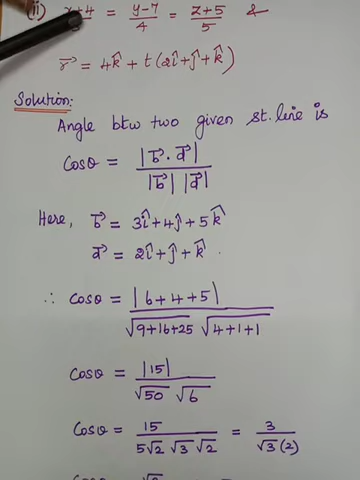 (ii) x+4/3 = y-7/4 = z+5/5 &
r⃗ = 4k̂ + t(2î+ĵ+k̂)
Solution:
Angle btw two given st. line is
Cosθ = |b⃗ . d⃗| / |b⃗| |d⃗|
Here, b⃗ = 3î+4ĵ+5k̂
d⃗ = 2î+ĵ+k̂.
∴ Cosθ = |6+4+5| / √9+16+25 √4+1+1
Cosθ = |15| / √50 √6
Cosθ = 15 / 5√2 √3 √2 = 3 / √3(2)